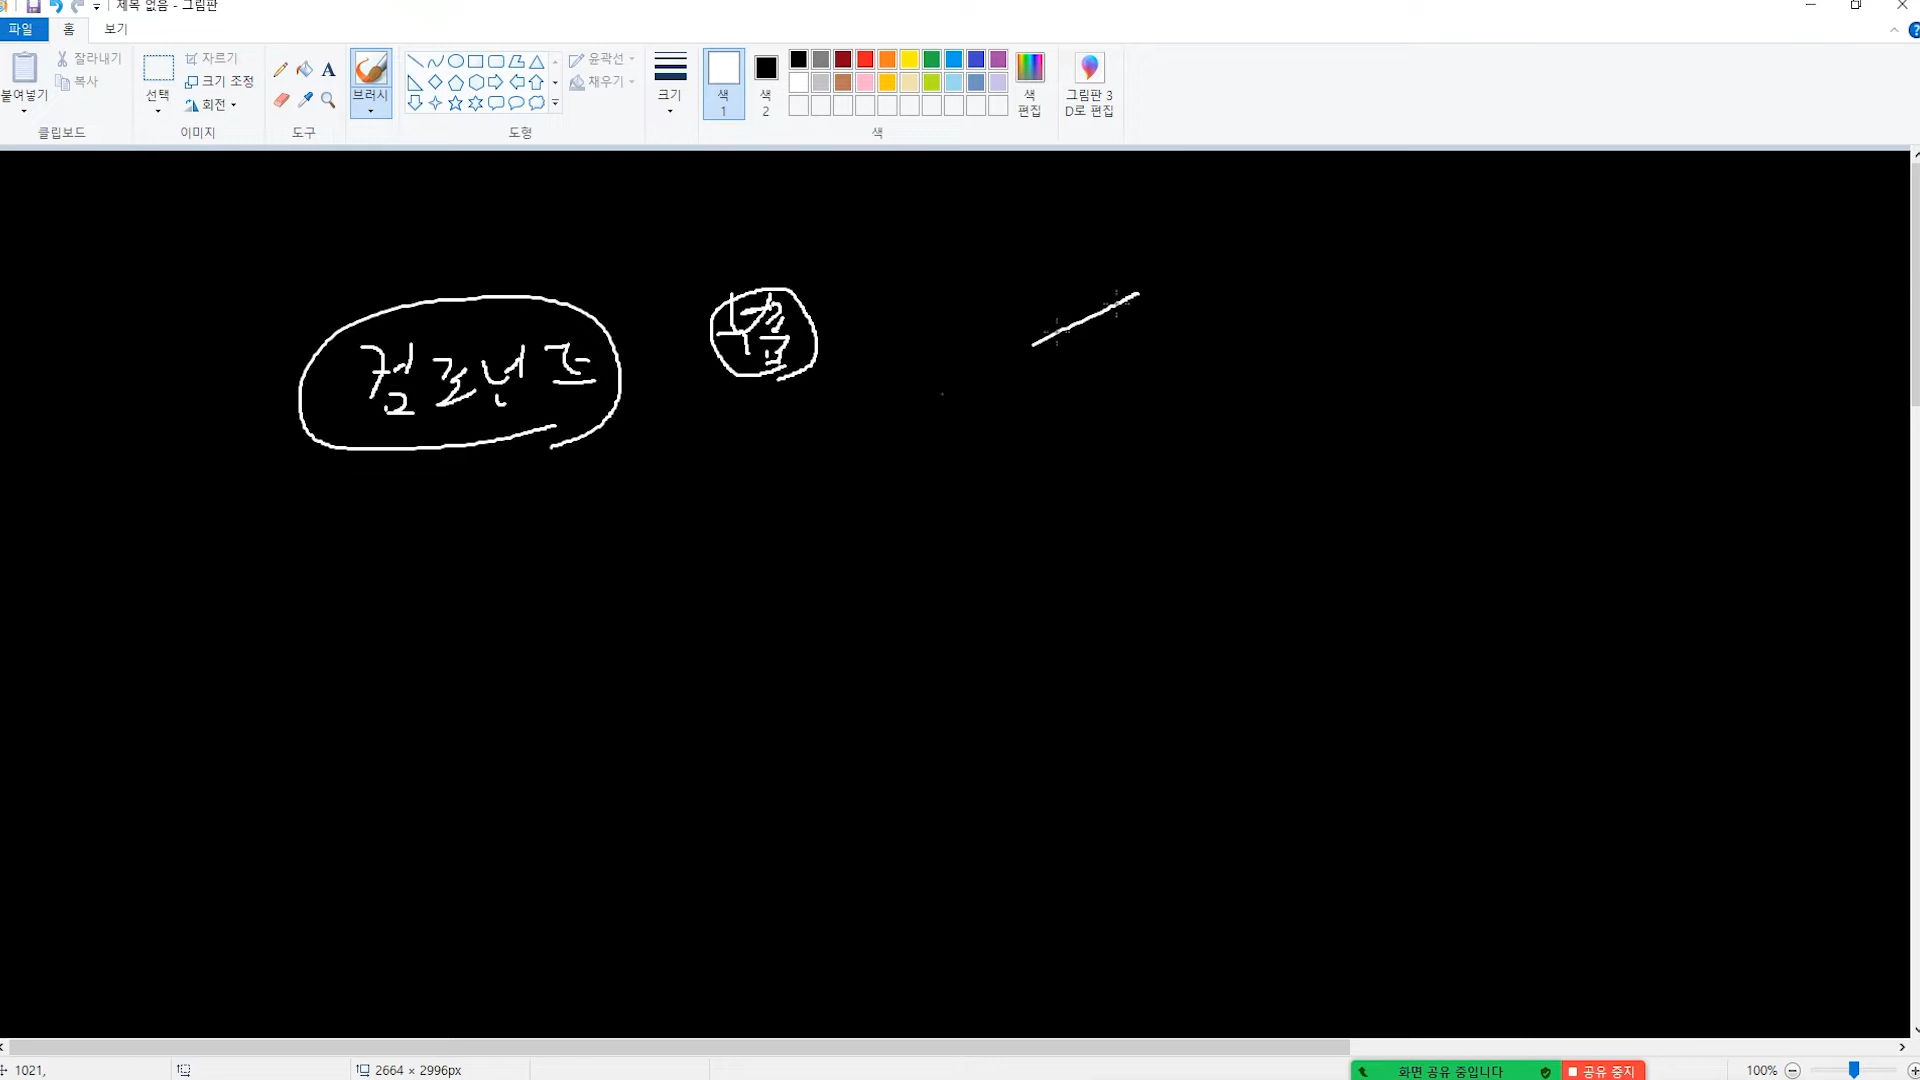 제목 없음 - 그림판
파일 홈 보기
붙여넣기 잘라내기 복사 클립보드
선택 자르기 크기 조정 회전 이미지
A 도구
브러시
도형 윤곽선 채우기
크기
색 1 색 2 색 편집 색
그림판 3D로 편집
컴포넌트
1021, 2664 × 2996px 화면 공유 중입니다 공유 중지 100%